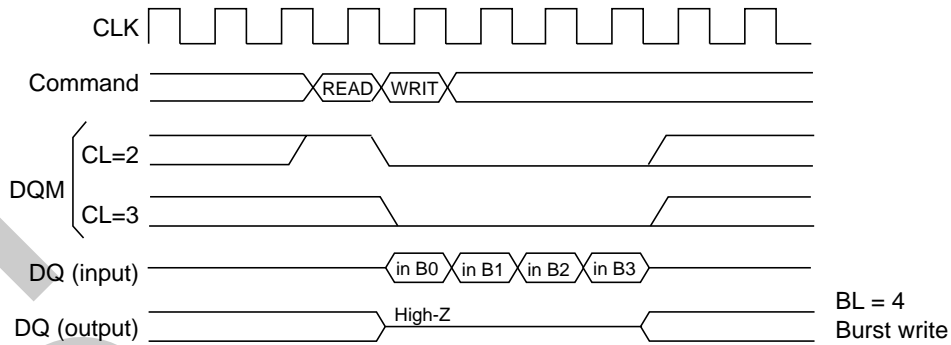 CLK
Command READ WRIT
DQM
CL=2
CL=3
DQ (input) in B0 in B1 in B2 in B3
DQ (output) High-Z
BL = 4
Burst write